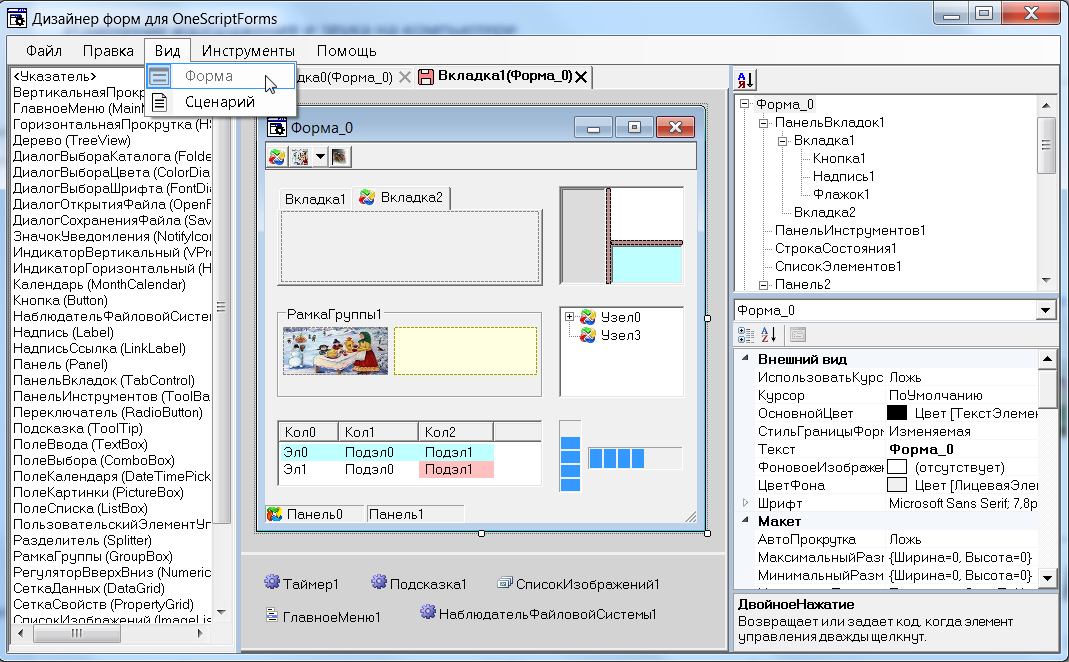 Дизайнер форм для OneScriptForms
Файл Правка Вид Инструменты Помощь
Форма
Сценарий
дка0(Форма_0)
Вкладка1(Форма_0)
<Указатель>
ВертикальнаяПрок
ГлавноеМеню (Main
ГоризонтальнаяПрокрутка (HS
Дерево (TreeView)
ДиалогВыбораКаталога (Folde
ДиалогВыбораЦвета (ColorDia
ДиалогВыбораШрифта (FontDia
ДиалогОткрытияФайла (OpenF
ДиалогСохраненияФайла (Sav
ЗначокУведомления (NotifyIco
ИндикаторВертикальный (VPr
ИндикаторГоризонтальный (H
Календарь (MonthCalendar)
Кнопка (Button)
НаблюдательФайловойСистем
Надпись (Label)
НадписьСсылка (LinkLabel)
Панель (Panel)
ПанельВкладок (TabControl)
ПанельИнструментов (ToolBa
Переключатель (RadioButton)
Подсказка (ToolTip)
ПолеВвода (TextBox)
ПолеВыбора (ComboBox)
ПолеКалендаря (DateTimePick
ПолеКартинки (PictureBox)
ПолеСписка (ListBox)
ПользовательскийЭлементУп
Разделитель (Splitter)
РамкаГруппы (GroupBox)
РегуляторВверхВниз (Numeric
СеткаДанных (DataGrid)
СеткаСвойств (PropertyGrid)
СписокИзображений (ImageLis
Форма_0
Вкладка1 Вкладка2
РамкаГруппы1
Узел0
Узел3
Кол0 Кол1 Кол2
Эл0 Подэл0 Подэл1
Эл1 Подэл0 Подэл1
Панель0 Панель1
Таймер1 Подсказка1 СписокИзображений1
ГлавноеМеню1 НаблюдательФайловойСистемы1
Форма_0
ПанельВкладок1
Вкладка1
Кнопка1
Надпись1
Флажок1
Вкладка2
ПанельИнструментов1
СтрокаСостояния1
СписокЭлементов1
Панель2
Форма_0
Внешний вид
ИспользоватьКурс Ложь
Курсор ПоУмолчанию
ОсновнойЦвет Цвет [ТекстЭлемен
СтильГраницыФорм Изменяемая
Текст Форма_0
ФоновоеИзображен (отсутствует)
ЦветФона Цвет [ЛицеваяЭлем
Шрифт Microsoft Sans Serif; 7,8p
Макет
АвтоПрокрутка Ложь
МаксимальныйРазм {Ширина=0, Высота=0}
МинимальныйРазм {Ширина=0, Высота=0}
ДвойноеНажатие
Возвращает или задает код, когда элемент
управления дважды щелкнут.